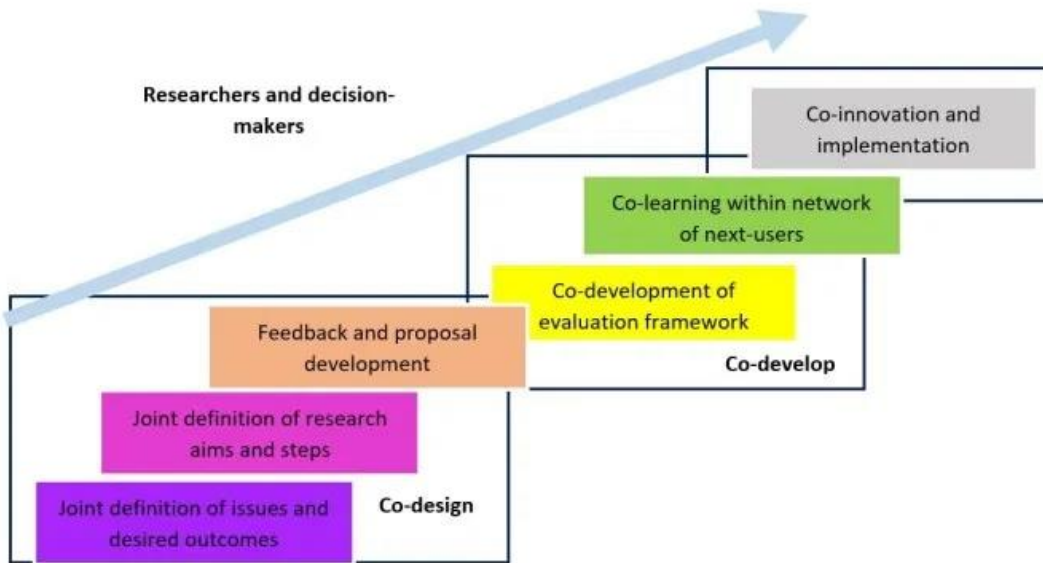 Researchers and decision-
makers
Co-innovation and
implementation
Co-learning within network
of next-users
Co-development of
evaluation framework
Feedback and proposal
development
Co-develop
Joint definition of research
aims and steps
Joint definition of issues and
desired outcomes
Co-design